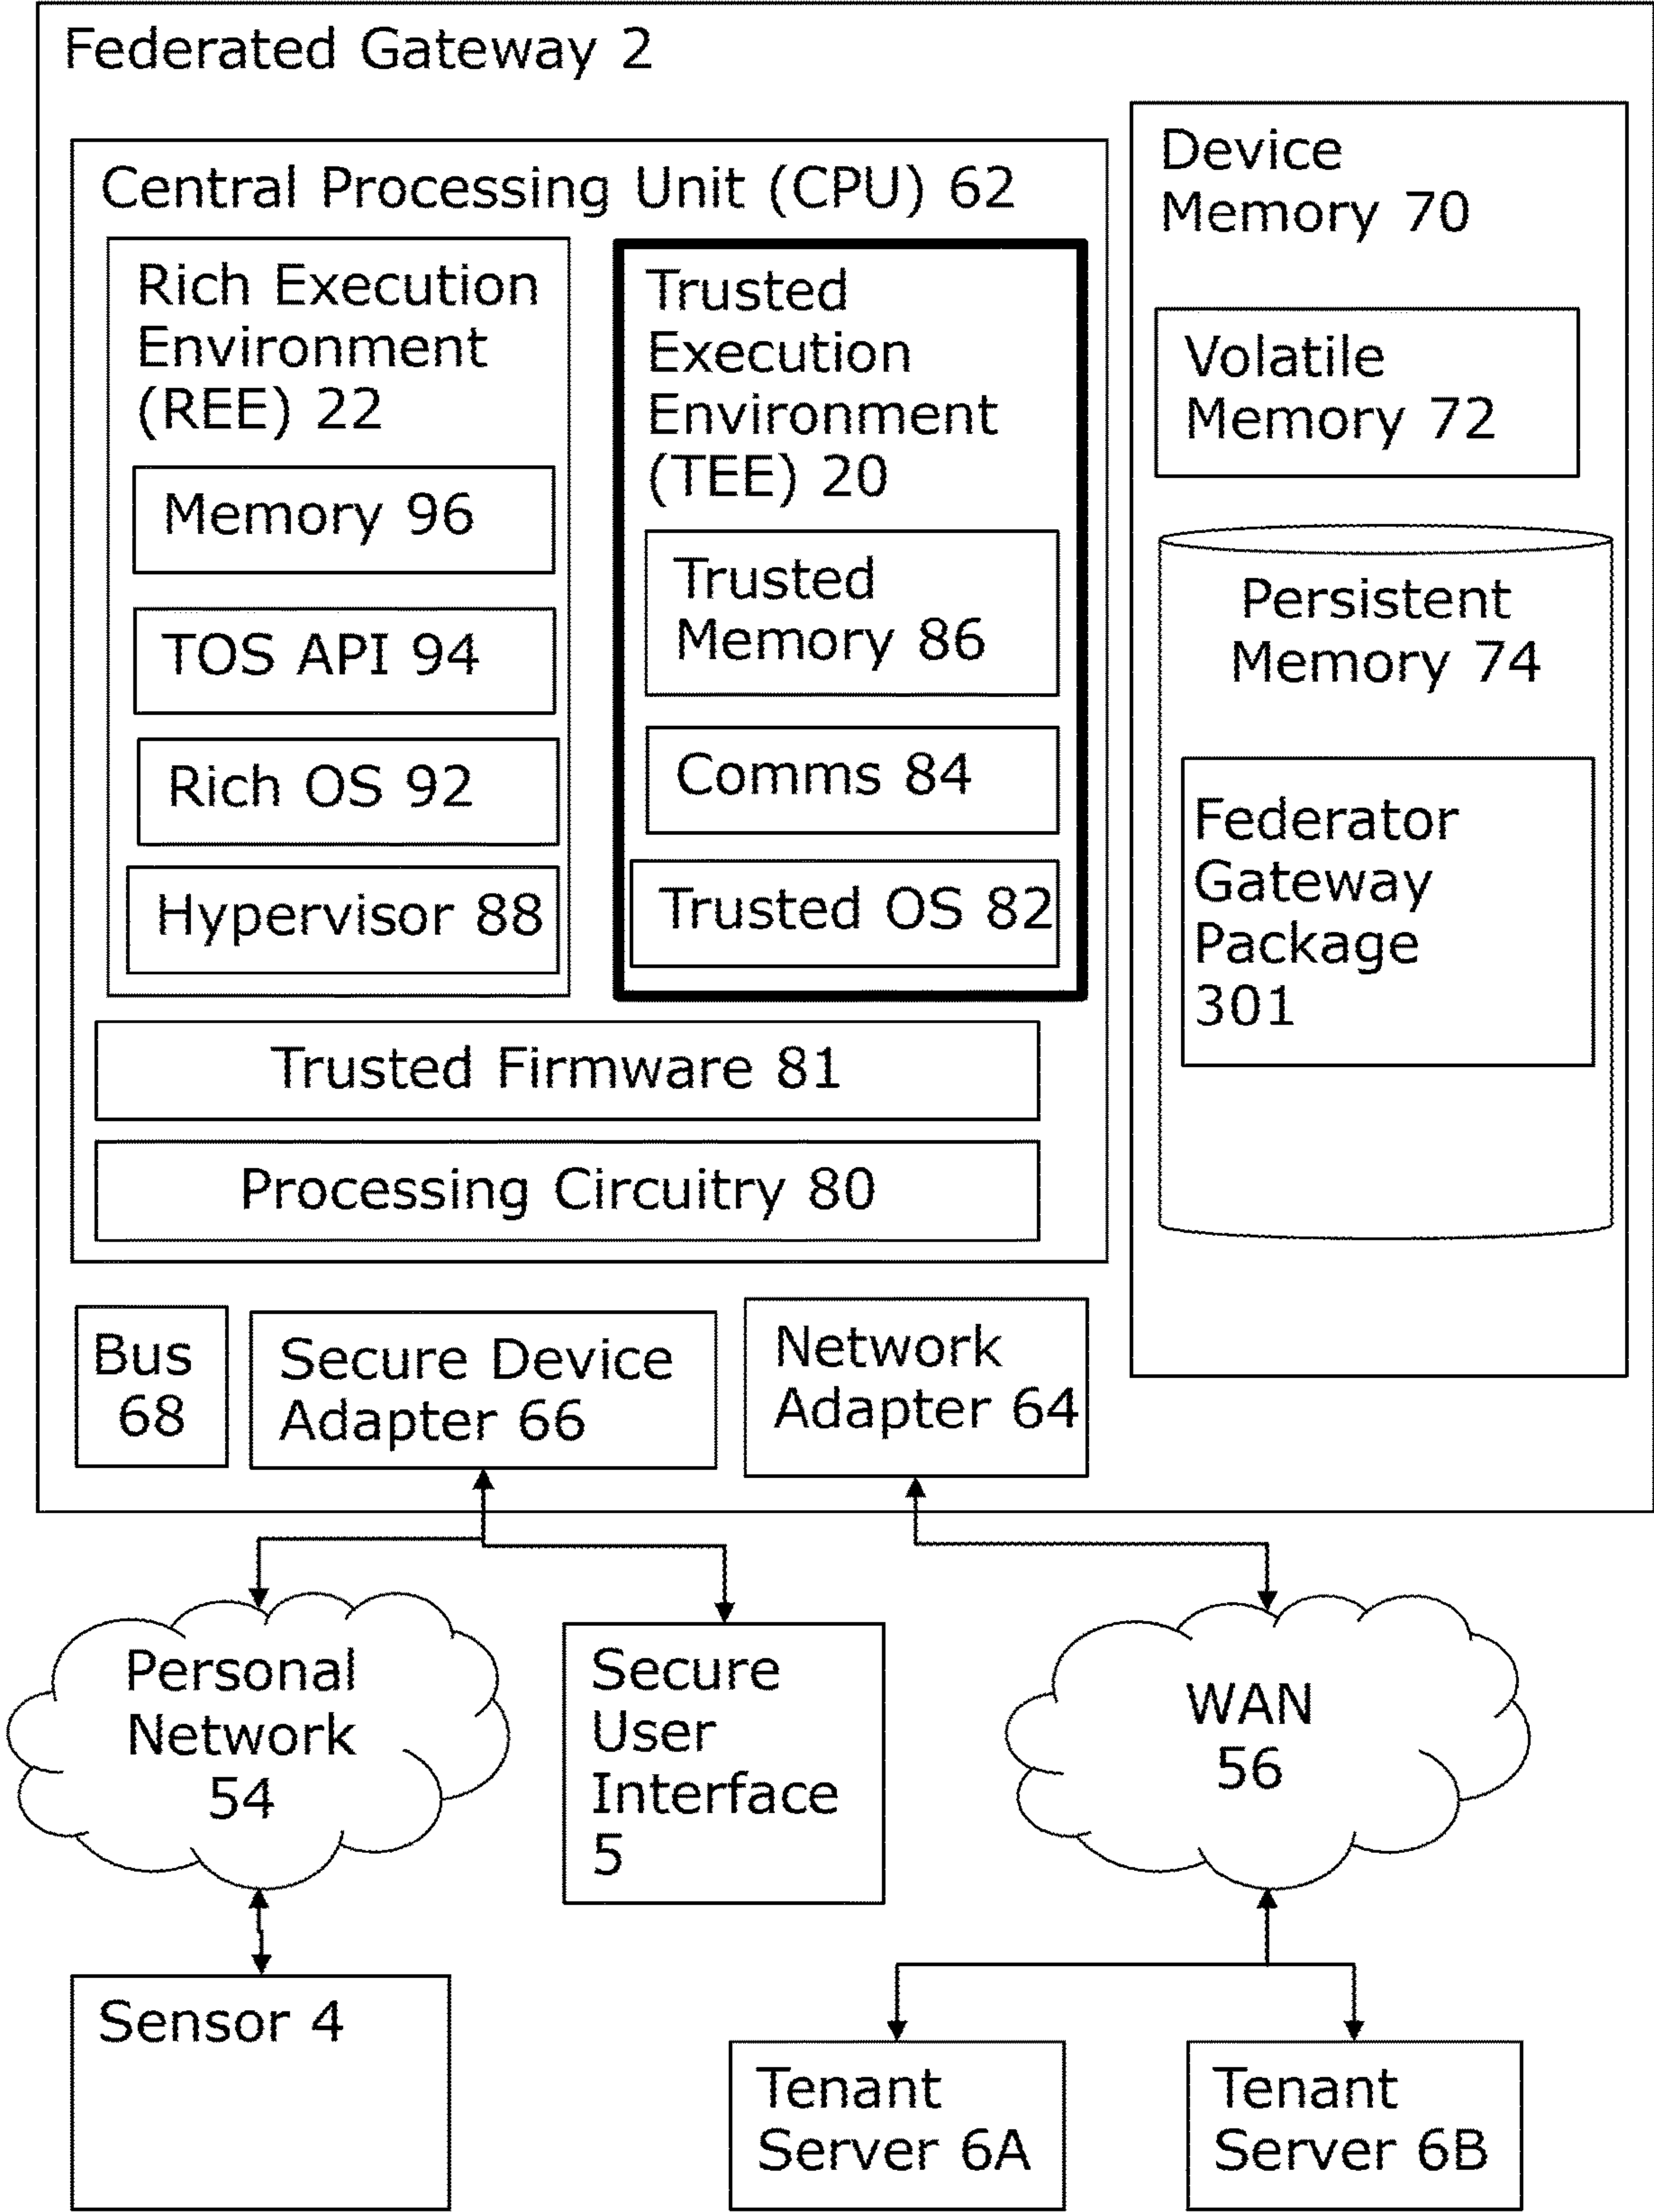 Federated Gateway 2
Central Processing Unit (CPU) 62
Rich Execution
Environment
(REE) 22
Memory 96
TOS API 94
Rich OS 92
Hypervisor 88
Trusted
Execution
Environment
(TEE) 20
Trusted
Memory 86
Comms 84
Trusted OS 82
Trusted Firmware 81
Processing Circuitry 80
Device
Memory 70
Volatile
Memory 72
Persistent
Memory 74
Federator
Gateway
Package
301
Bus
68
Secure Device
Adapter 66
Network
Adapter 64
Personal
Network
54
Secure
User
Interface
5
WAN
56
Sensor 4
Tenant
Server 6A
Tenant
Server 6B